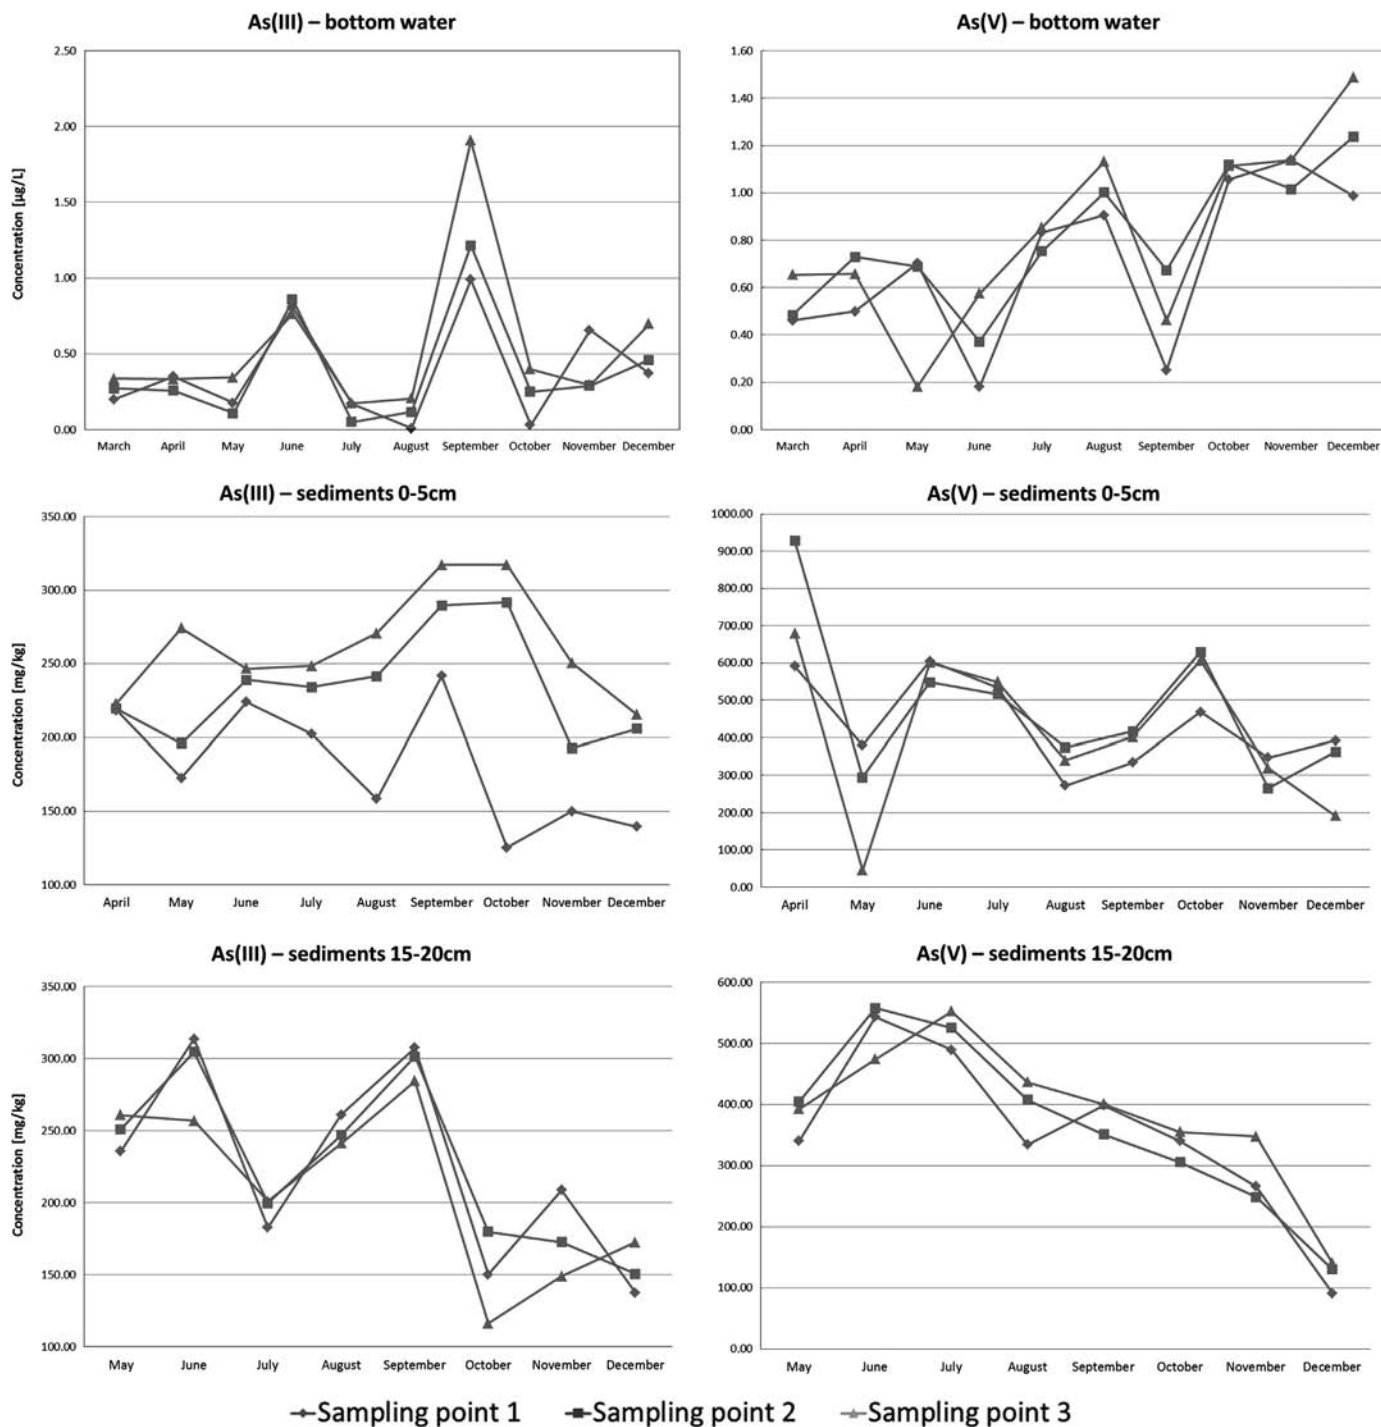 As(III) – bottom water
Concentration [µg/L]
2.50
2.00
1.50
1.00
0.50
0.00
March April May June July August September October November December
As(V) – bottom water
1.60
1.40
1.20
1.00
0.80
0.60
0.40
0.20
0.00
March April May June July August September October November December
As(III) – sediments 0-5cm
Concentration [mg/kg]
350.00
300.00
250.00
200.00
150.00
100.00
April May June July August September October November December
As(V) – sediments 0-5cm
1000.00
900.00
800.00
700.00
600.00
500.00
400.00
300.00
200.00
100.00
0.00
April May June July August September October November December
As(III) – sediments 15-20cm
Concentration [mg/kg]
350.00
300.00
250.00
200.00
150.00
100.00
May June July August September October November December
As(V) – sediments 15-20cm
600.00
500.00
400.00
300.00
200.00
100.00
0.00
May June July August September October November December
Sampling point 1 Sampling point 2 Sampling point 3